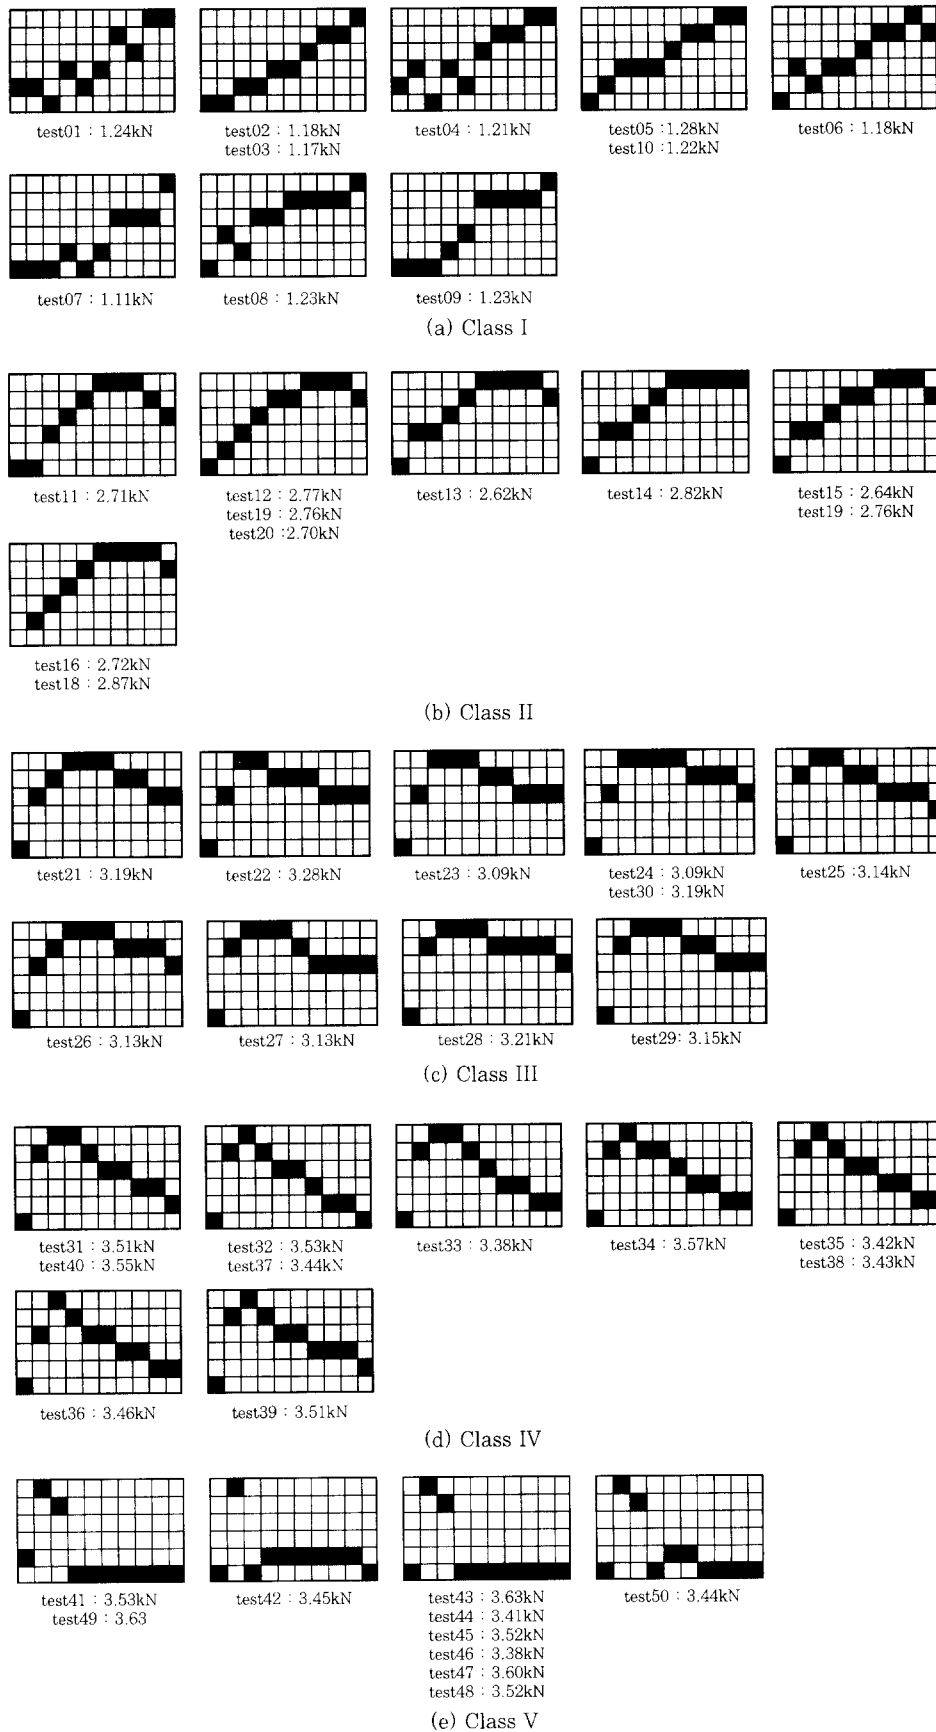 test01 : 1.24kN
test02 : 1.18kN
test03 : 1.17kN
test04 : 1.21kN
test05 :1.28kN
test10 : 1.22kN
test06 : 1.18kN
test07 : 1.11kN
test08 : 1.23kN
test09 : 1.23kN
(a) Class I
test11 : 2.71kN
test12 : 2.77kN
test19 : 2.76kN
test20 :2.70kN
test13 : 2.62kN
test14 : 2.82kN
test15 : 2.64kN
test19 : 2.76kN
test16 : 2.72kN
test18 : 2.87kN
(b) Class II
test21 : 3.19kN
test22 : 3.28kN
test23 : 3.09kN
test24 : 3.09kN
test30 : 3.19kN
test25 :3.14kN
test26 : 3.13kN
test27 : 3.13kN
test28 : 3.21kN
test29: 3.15kN
(c) Class III
test31 : 3.51kN
test40 : 3.55kN
test32 : 3.53kN
test37 : 3.44kN
test33 : 3.38kN
test34 : 3.57kN
test35 : 3.42kN
test38 : 3.43kN
test36 : 3.46kN
test39 : 3.51kN
(d) Class IV
test41 : 3.53kN
test49 : 3.63
test42 : 3.45kN
test43 : 3.63kN
test44 : 3.41kN
test45 : 3.52kN
test46 : 3.38kN
test47 : 3.60kN
test48 : 3.52kN
test50 : 3.44kN
(e) Class V